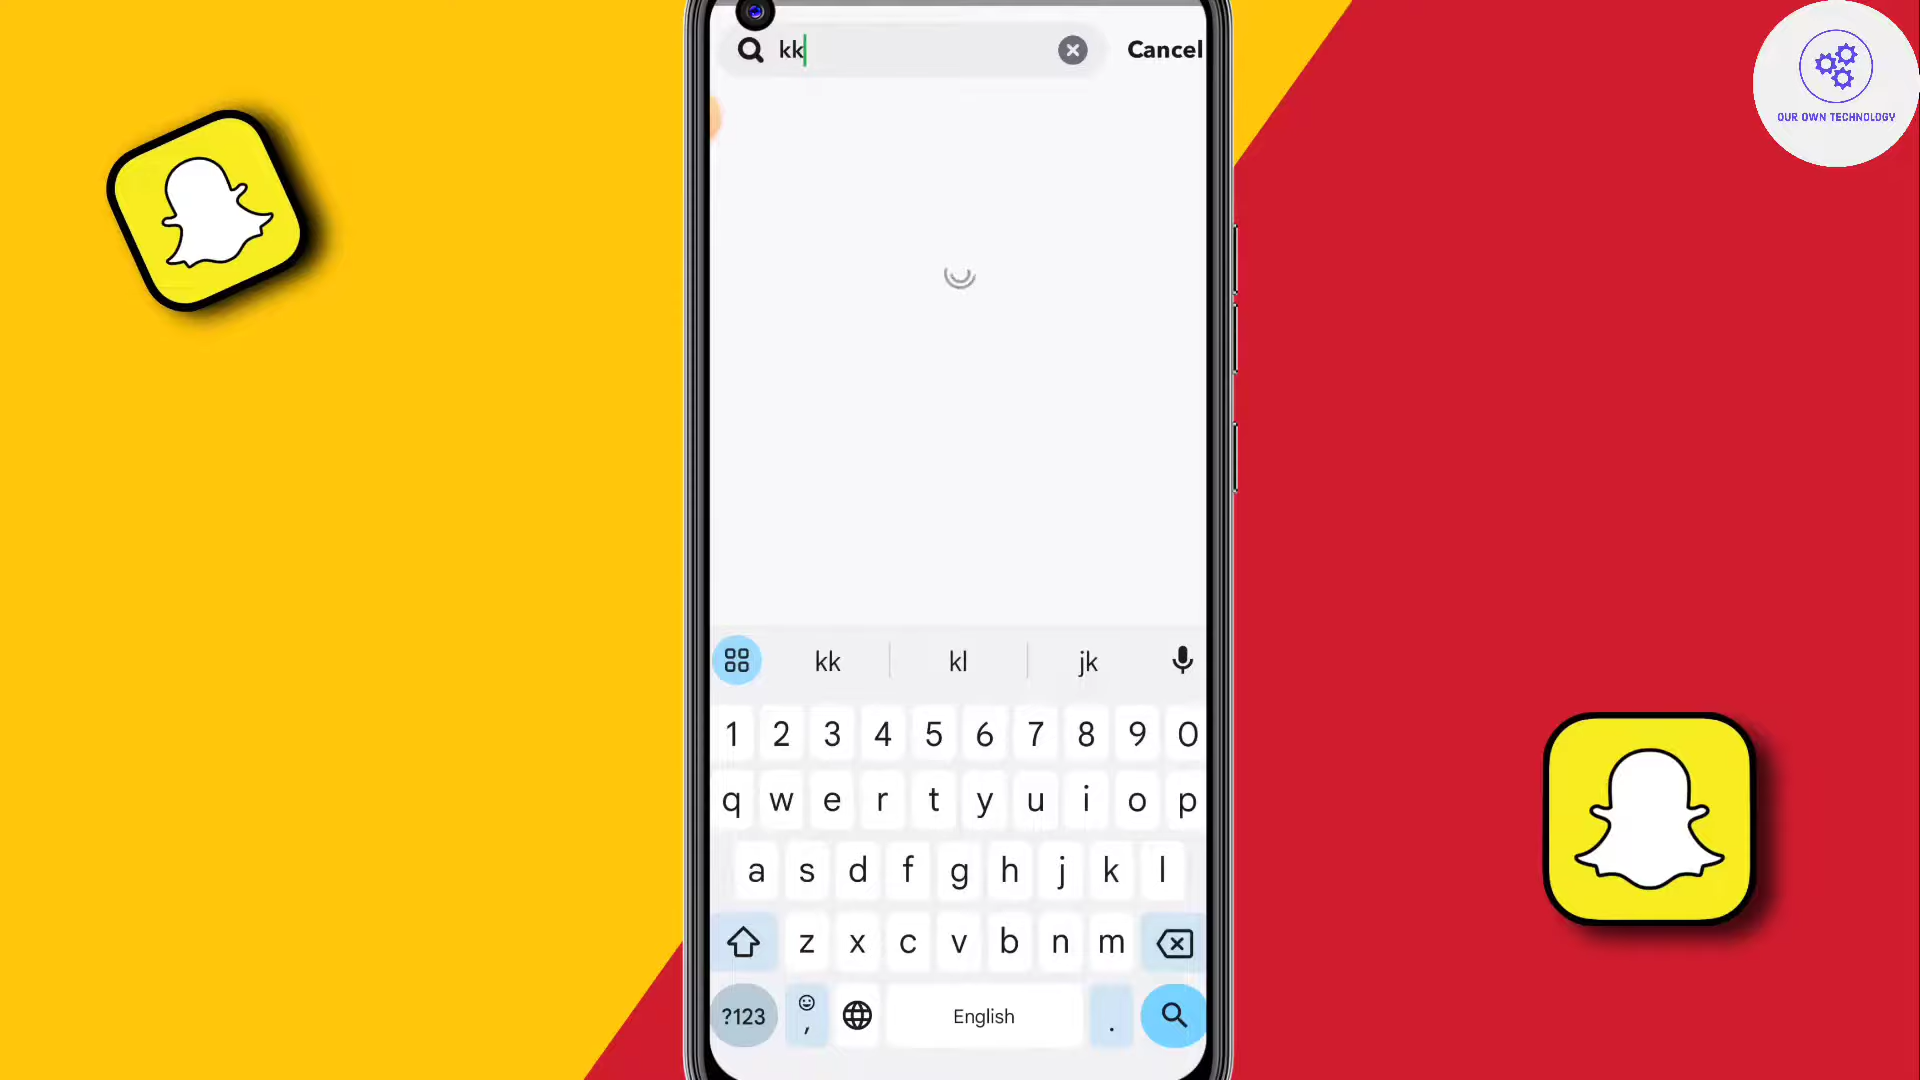 kk
Cancel
OUR OWN TECHNOLOGY
kk kl jk
1 2 3 4 5 6 7 8 9 0
q w e r t y u i o p
a s d f g h j k l
z x c v b n m
?123 , English .